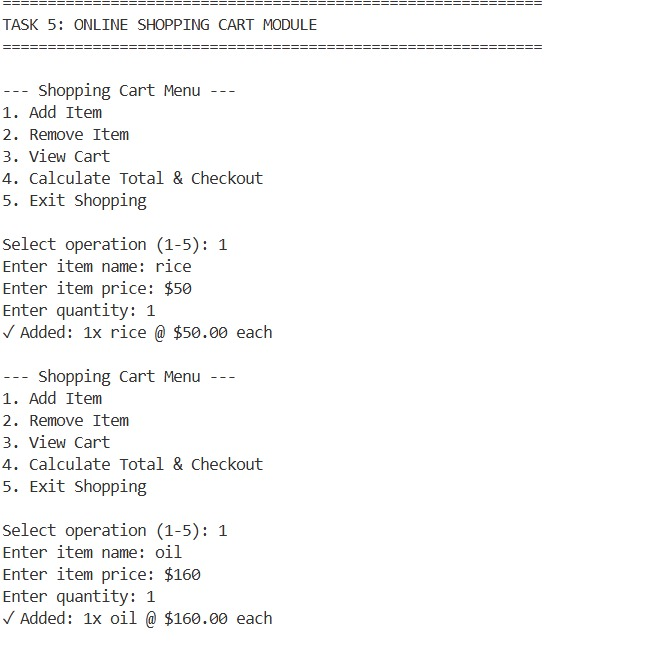 ============================================================
TASK 5: ONLINE SHOPPING CART MODULE
============================================================
--- Shopping Cart Menu ---
1. Add Item
2. Remove Item
3. View Cart
4. Calculate Total & Checkout
5. Exit Shopping
Select operation (1-5): 1
Enter item name: rice
Enter item price: $50
Enter quantity: 1
✓ Added: 1x rice @ $50.00 each
--- Shopping Cart Menu ---
1. Add Item
2. Remove Item
3. View Cart
4. Calculate Total & Checkout
5. Exit Shopping
Select operation (1-5): 1
Enter item name: oil
Enter item price: $160
Enter quantity: 1
✓ Added: 1x oil @ $160.00 each